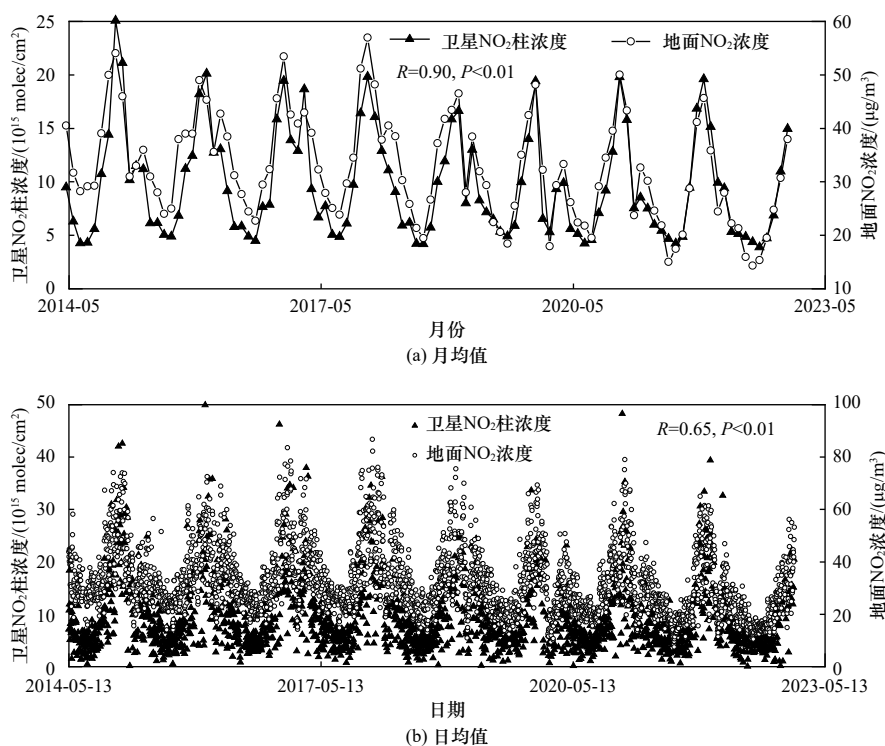 25
20
15
10
5
0
卫星NO₂柱浓度/(10¹⁵ molec/cm²)
卫星NO₂柱浓度
地面NO₂浓度
R=0.90, P<0.01
60
50
40
30
20
10
地面NO₂浓度/(μg/m³)
2014-05
2017-05
2020-05
2023-05
月份
(a) 月均值
50
40
30
20
10
0
卫星NO₂柱浓度/(10¹⁵ molec/cm²)
卫星NO₂柱浓度
地面NO₂浓度
R=0.65, P<0.01
100
80
60
40
20
0
地面NO₂浓度/(μg/m³)
2014-05-13
2017-05-13
2020-05-13
2023-05-13
日期
(b) 日均值